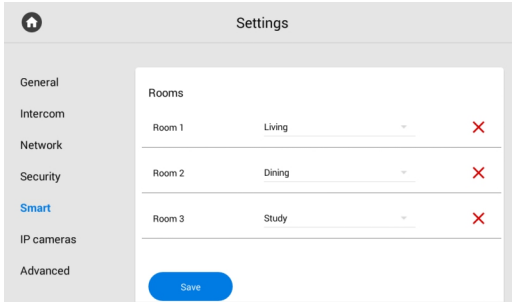 Settings
General
Intercom
Network
Security
Smart
IP cameras
Advanced
Rooms
Room 1 Living
Room 2 Dining
Room 3 Study
Save